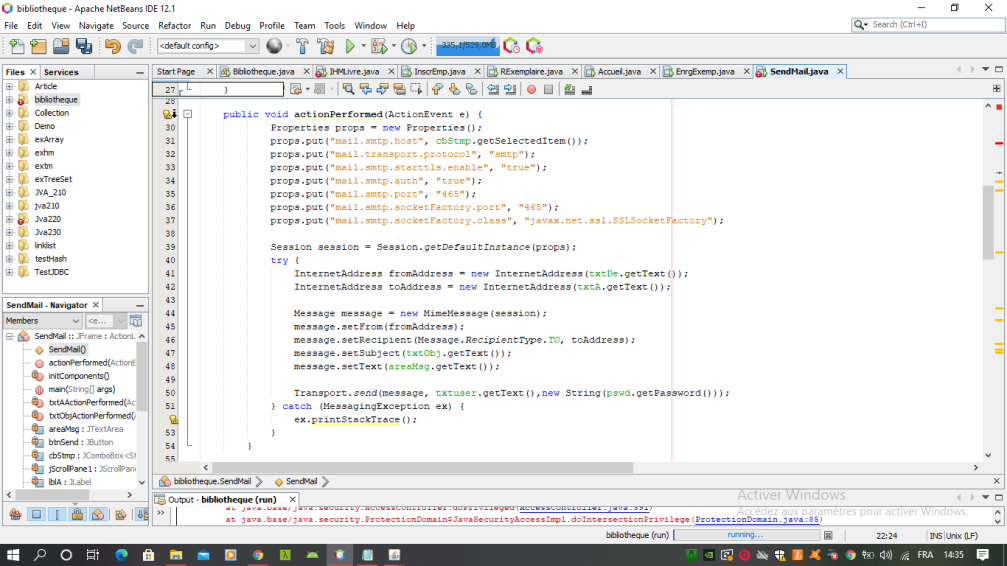 bibliotheque - Apache NetBeans IDE 12.1
File Edit View Navigate Source Refactor Run Debug Profile Team Tools Window Help
Search (Ctrl+I)
<default config>
335,1/529,0MB
Files Services
Start Page Bibliotheque.java IHMLivre.java InscrEmp.java RExemplaire.java Accueil.java EnrgExemp.java SendMail.java
Article
bibliotheque
Collection
Demo
exArray
exhm
extm
exTreeSet
JVA_210
jva210
Jva220
Jva230
linklist
testHash
TestJDBC
27 }
28
public void actionPerformed(ActionEvent e) {
30 Properties props = new Properties();
31 props.put("mail.smtp.host", cbStmp.getSelectedItem());
32 props.put("mail.transport.protocol", "smtp");
33 props.put("mail.smtp.starttls.enable", "true");
34 props.put("mail.smtp.auth", "true");
35 props.put("mail.smtp.port", "465");
36 props.put("mail.smtp.socketFactory.port", "465");
37 props.put("mail.smtp.socketFactory.class", "javax.net.ssl.SSLSocketFactory");
38
39 Session session = Session.getDefaultInstance(props);
40 try {
41 InternetAddress fromAddress = new InternetAddress(txtDe.getText());
42 InternetAddress toAddress = new InternetAddress(txtA.getText());
43
44 Message message = new MimeMessage(session);
45 message.setFrom(fromAddress);
46 message.setRecipient(Message.RecipientType.TO, toAddress);
47 message.setSubject(txtObj.getText());
48 message.setText(areaMsg.getText());
49
50 Transport.send(message, txtuser.getText(),new String(pswd.getPassword()));
51 } catch (MessagingException ex) {
ex.printStackTrace();
53 }
54 }
55
SendMail - Navigator
Members <e...
SendMail :: JFrame : ActionL
SendMail()
actionPerformed(ActionE
initComponents()
main(String[] args)
txtAActionPerformed(Act
txtObjActionPerformed(A
areaMsg : JTextArea
btnSend : JButton
cbStmp : JComboBox<St
jScrollPane1 : JScrollPane
lblA : JLabel
bibliotheque.SendMail SendMail
Output - bibliotheque (run)
at java.base/java.security.AccessController.doPrivileged(AccessController.java:391)
at java.base/java.security.ProtectionDomain$JavaSecurityAccessImpl.doIntersectionPrivilege(ProtectionDomain.java:85)
Activer Windows
Accédez aux paramètres pour activer Windows.
bibliotheque (run) running... 22:24 INS Unix (LF)
FRA 14:35